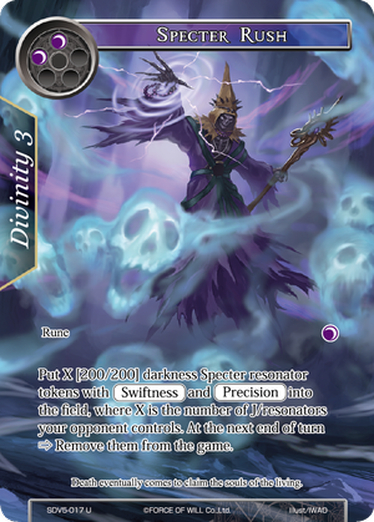 Specter Rush
Divinity 3
Rune
Put X [200/200] darkness Specter resonator
tokens with Swiftness and Precision into
the field, where X is the number of J/resonators
your opponent controls. At the next end of turn
⇨ Remove them from the game.
Death eventually comes to claim the souls of the living.
SDV5-017 U ©FORCE OF WILL Co.,Ltd. Illust/IWAO